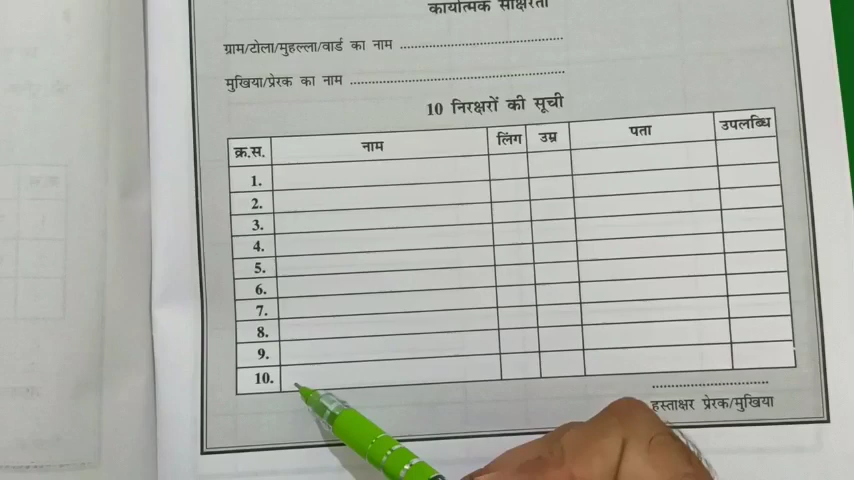 कार्यात्मक साक्षरता
ग्राम/टोला/मुहल्ला/वार्ड का नाम ........................................
मुखिया/प्रेरक का नाम ....................................................
10 निरक्षरों की सूची
क्र.स. नाम लिंग उम्र पता उपलब्धि
1.
2.
3.
4.
5.
6.
7.
8.
9.
10.
..............................
हस्ताक्षर प्रेरक/मुखिया